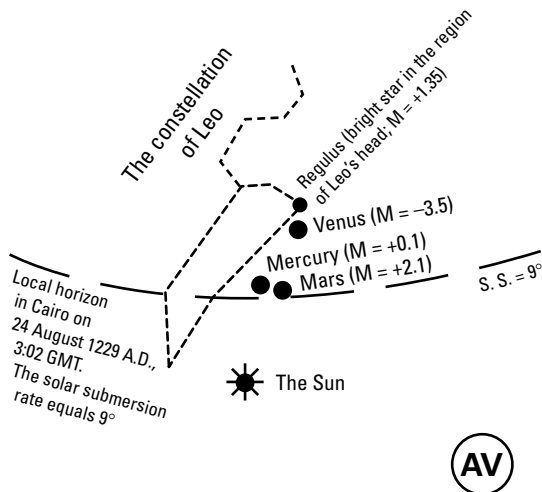 The constellation
of Leo
Regulus (bright star in the region
of Leo's head; M = +1.35)
Venus (M = –3.5)
Mercury (M = +0.1)
Mars (M = +2.1)
S. S. = 9°
Local horizon
in Cairo on
24 August 1229 A.D.,
3:02 GMT.
The solar submersion
rate equals 9°
The Sun
AV